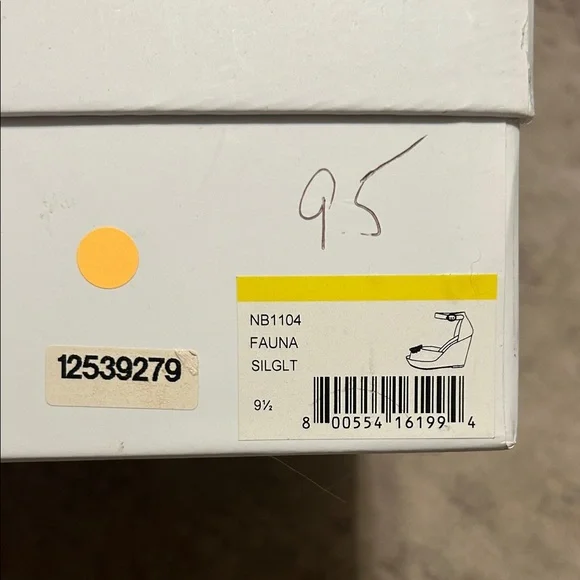 9.5
NB1104
FAUNA
SILGLT
9½
8 00554 16199 4
12539279